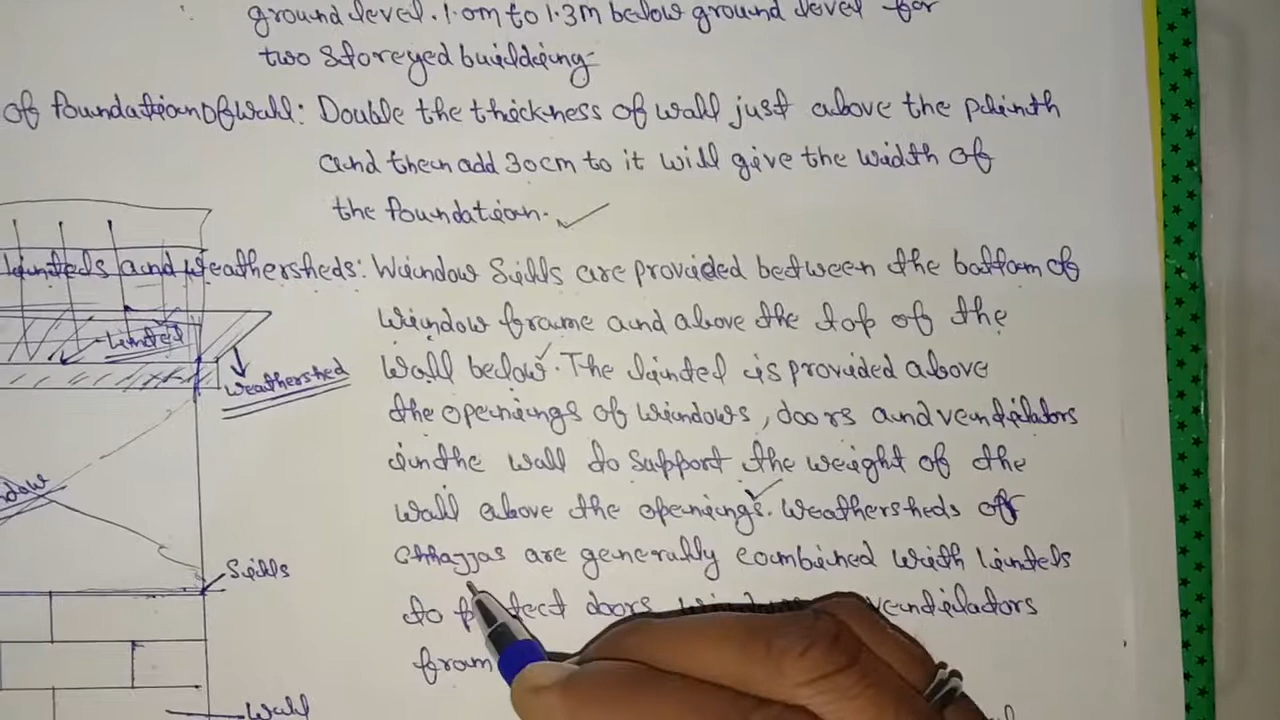 ground level. 1.0m to 1.3m below ground level for
two storeyed building
of foundation of wall: Double the thickness of wall just above the plinth
and then add 30cm to it will give the width of
the foundation.
Lintels and weathersheds: Window Sills are provided between the bottom of
window frame and above the top of the
wall below. The lintel is provided above
the openings of windows, doors and ventilators
in the wall to support the weight of the
wall above the openings. Weathersheds or
Chhajjas are generally combined with lintels
to protect doors ventilators
from
Lintel
Weathershed
Sills
Wall